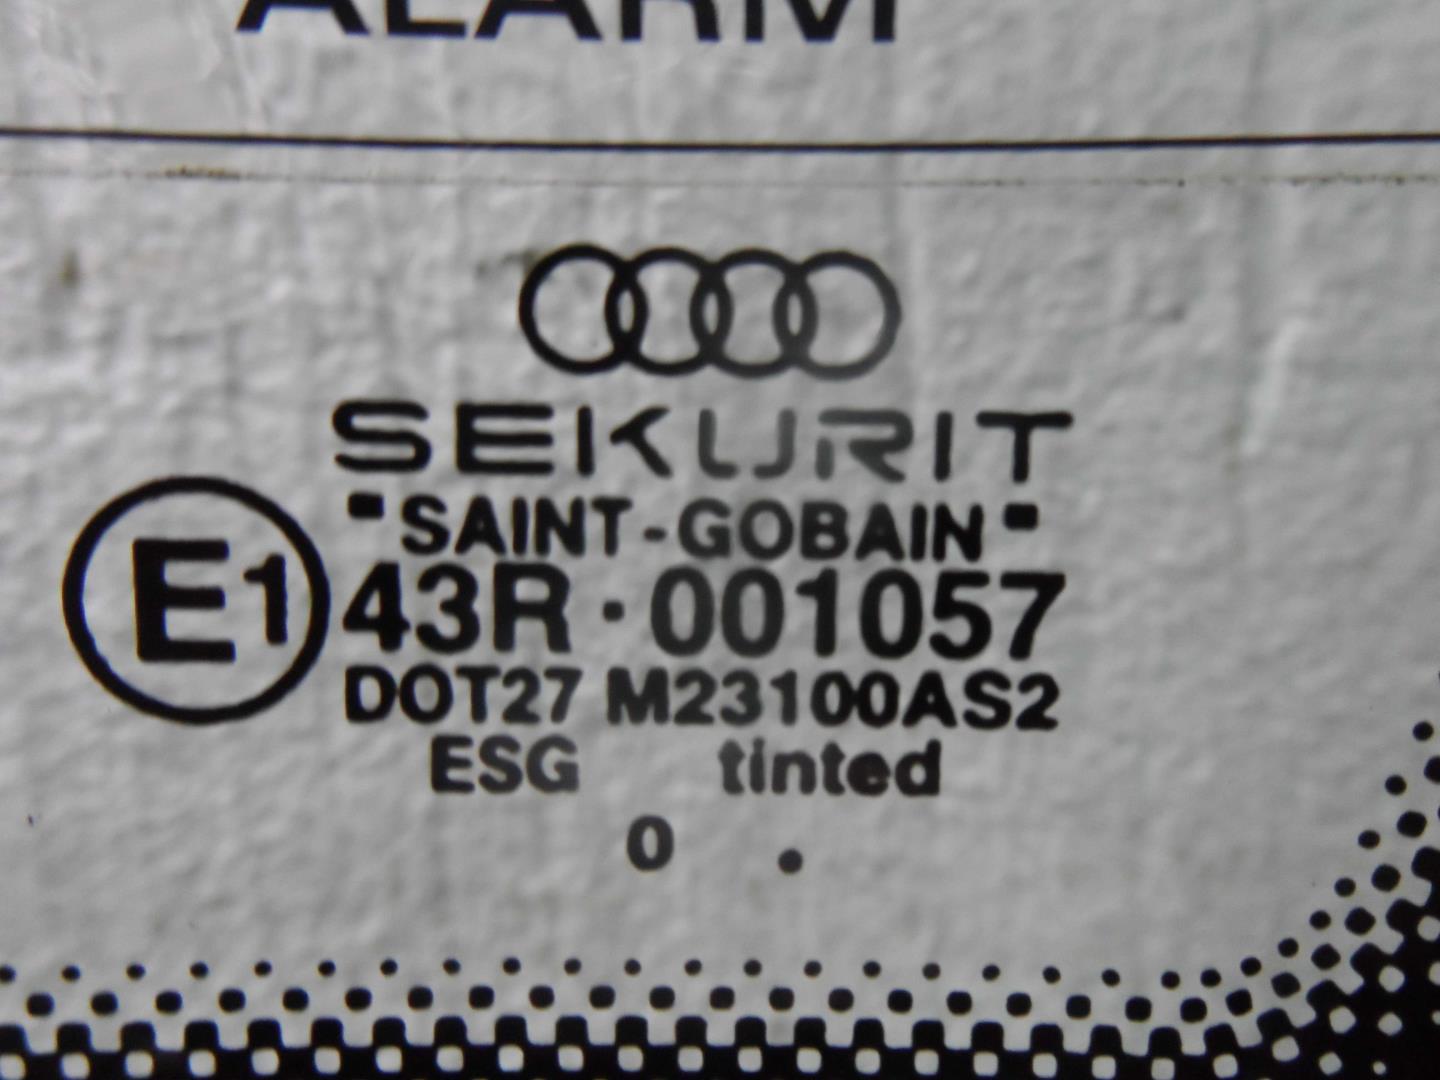 ALARM
SEKURIT
SAINT-GOBAIN
E1
43R·001057
DOT27 M23100AS2
ESG tinted
0 .